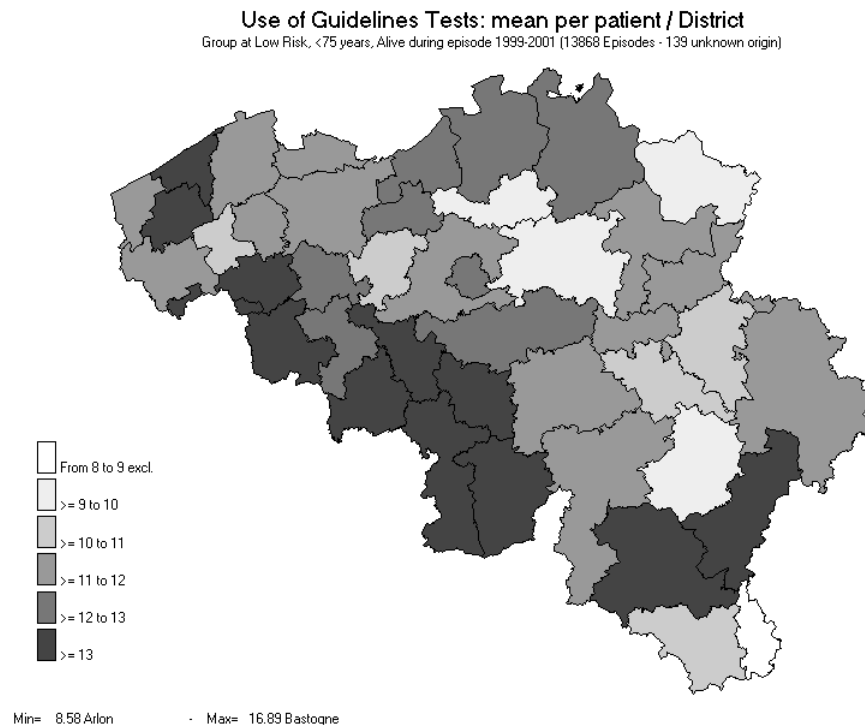 Use of Guidelines Tests: mean per patient / District
Group at Low Risk, <75 years, Alive during episode 1999-2001 (13868 Episodes - 139 unknown origin)
From 8 to 9 excl.
>= 9 to 10
>= 10 to 11
>= 11 to 12
>= 12 to 13
>= 13
Min= 8.58 Arlon - Max= 16.89 Bastogne